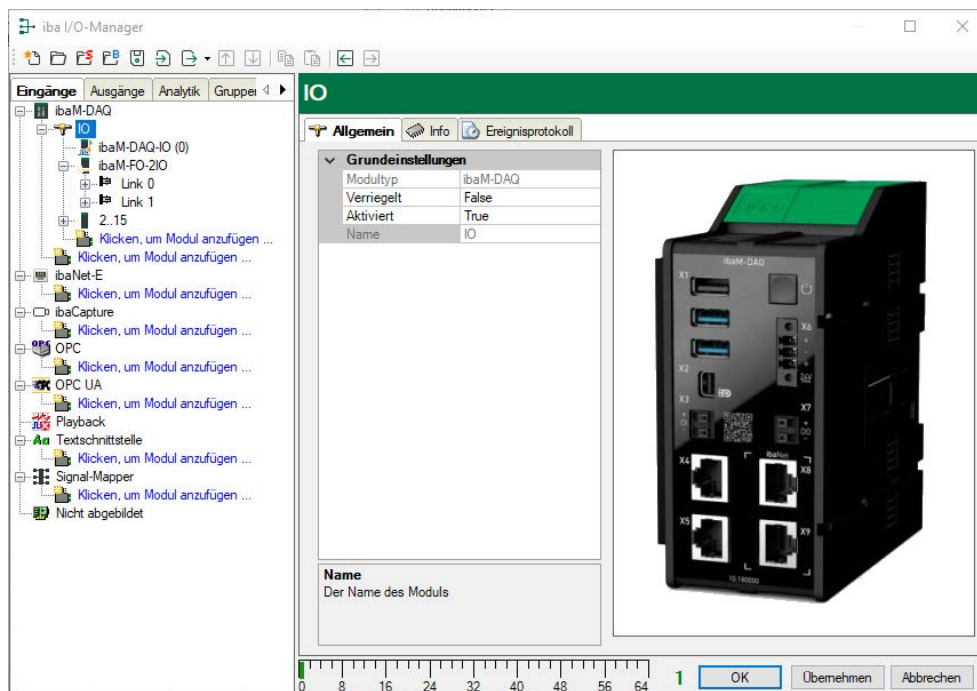 iba I/O-Manager
Eingänge Ausgänge Analytik Gruppe
ibaM-DAQ
IO
ibaM-DAQ-IO (0)
ibaM-FO-2IO
Link 0
Link 1
2..15
Klicken, um Modul anzufügen ...
Klicken, um Modul anzufügen ...
ibaNet-E
Klicken, um Modul anzufügen ...
ibaCapture
Klicken, um Modul anzufügen ...
OPC
Klicken, um Modul anzufügen ...
OPC UA
Klicken, um Modul anzufügen ...
Playback
Textschnittstelle
Klicken, um Modul anzufügen ...
Signal-Mapper
Klicken, um Modul anzufügen ...
Nicht abgebildet
IO
Allgemein Info Ereignisprotokoll
Grundeinstellungen
Modultyp ibaM-DAQ
Verriegelt False
Aktiviert True
Name IO
Name
Der Name des Moduls
ibaM-DAQ
X1
X6
X2
X3
X7
DO
X4
ibaNet
X8
X5
X9
10.180000
0 8 16 24 32 40 48 56 64
1 OK Übernehmen Abbrechen